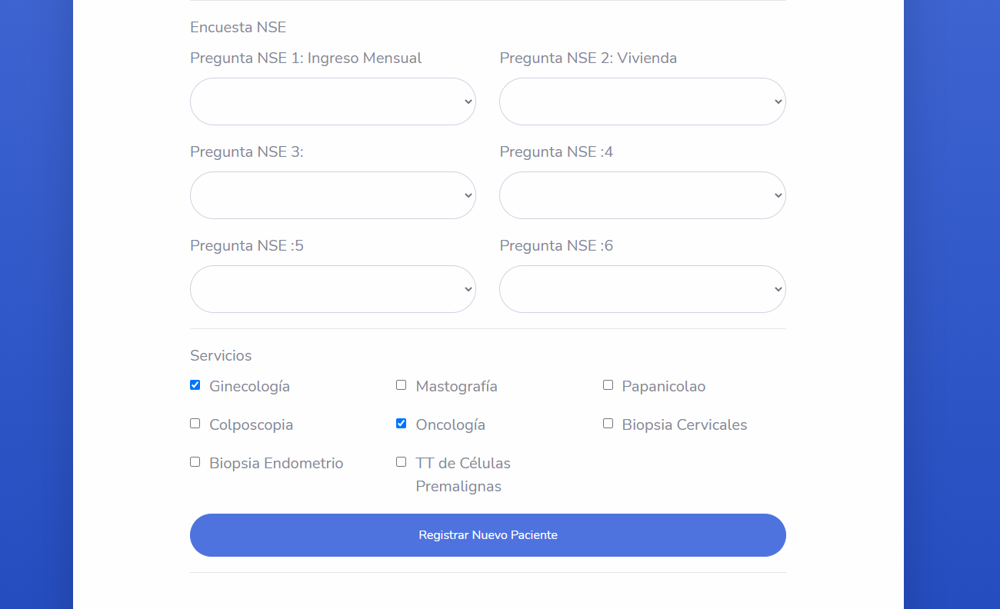 Encuesta NSE
Pregunta NSE 1: Ingreso Mensual
Pregunta NSE 2: Vivienda
Pregunta NSE 3:
Pregunta NSE :4
Pregunta NSE :5
Pregunta NSE :6
Servicios
Ginecología
Mastografía
Papanicolao
Colposcopia
Oncología
Biopsia Cervicales
Biopsia Endometrio
TT de Células
Premalignas
Registrar Nuevo Paciente